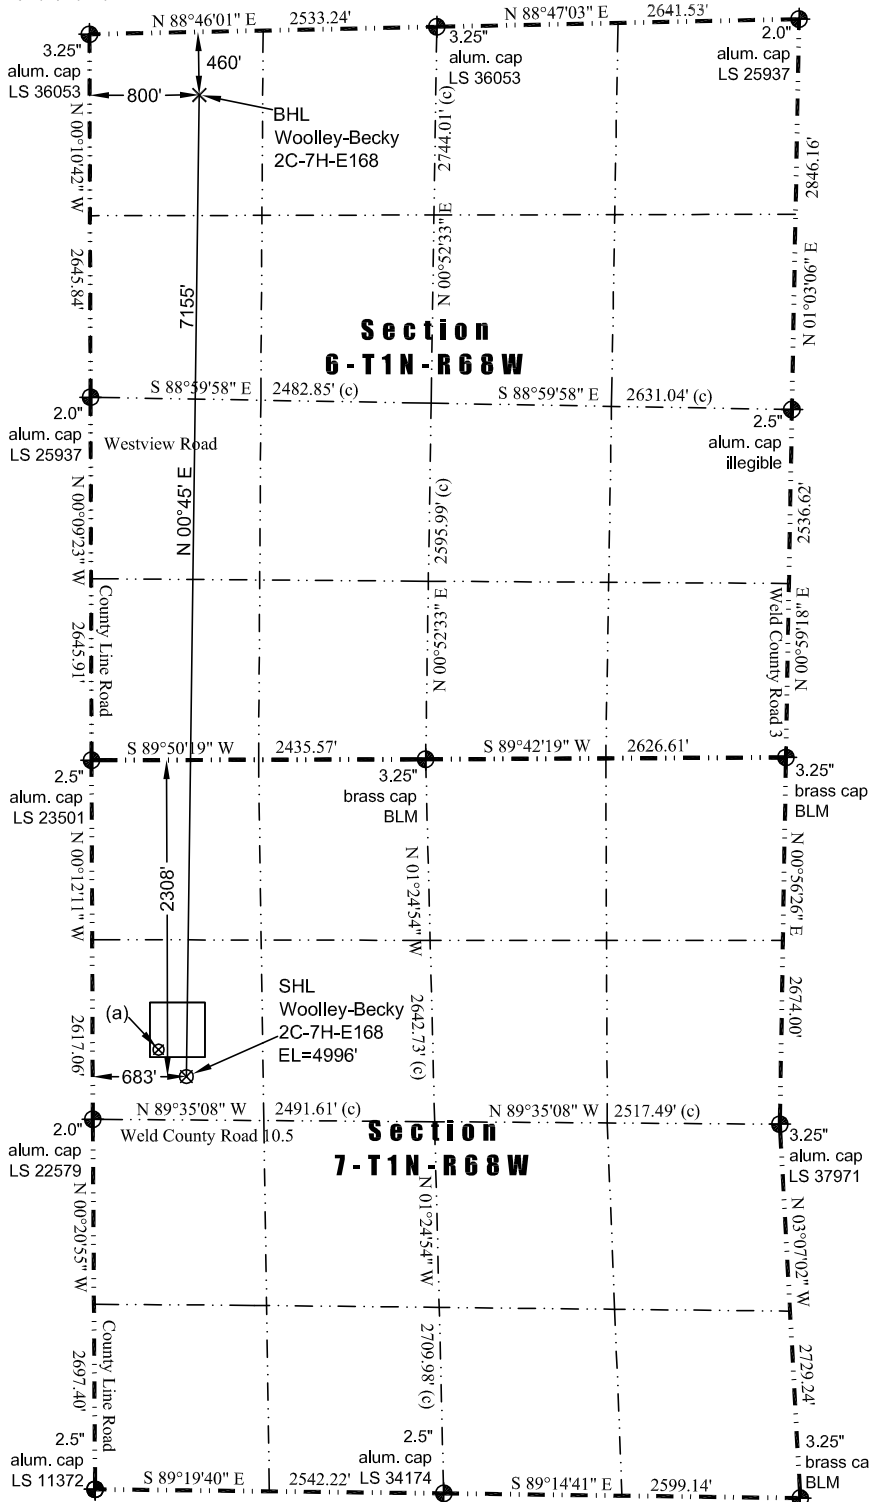 N 88°46'01" E 2533.24' N 88°47'03" E 2641.53'
3.25"
alum. cap
LS 36053
3.25"
alum. cap
LS 36053
2.0"
alum. cap
LS 25937
460'
800'
BHL
Woolley-Becky
2C-7H-E168
N 00°10'42" W 2645.84'
7155'
N 00°45' E
2744.01' (c)
N 00°52'33" E
2846.16'
N 01°03'06" E
Section
6-T1N-R68W
S 88°59'58" E 2482.85' (c) S 88°59'58" E 2631.04' (c)
2.0"
alum. cap
LS 25937
Westview Road
2.5"
alum. cap
illegible
N 00°09'23" W 2645.91'
County Line Road
2595.99' (c)
N 00°52'33" E
2536.62'
N 00°59'18" E
Weld County Road 3
S 89°50'19" W 2435.57' S 89°42'19" W 2626.61'
2.5"
alum. cap
LS 23501
3.25"
brass cap
BLM
3.25"
brass cap
BLM
N 00°12'11" W 2617.06'
2308'
N 01°24'54" W 2642.73' (c)
N 00°56'26" E 2674.00'
(a)
SHL
Woolley-Becky
2C-7H-E168
EL=4996'
683'
N 89°35'08" W 2491.61' (c) N 89°35'08" W 2517.49' (c)
2.0"
alum. cap
LS 22579
Weld County Road 10.5
Section
7-T1N-R68W
3.25"
alum. cap
LS 37971
N 00°20'55" W 2697.40'
County Line Road
N 01°24'54" W 2709.98' (c)
N 03°07'02" W 2729.24'
2.5"
alum. cap
LS 11372
2.5"
alum. cap
LS 34174
3.25"
brass ca
BLM
S 89°19'40" E 2542.22' S 89°14'41" E 2599.14'